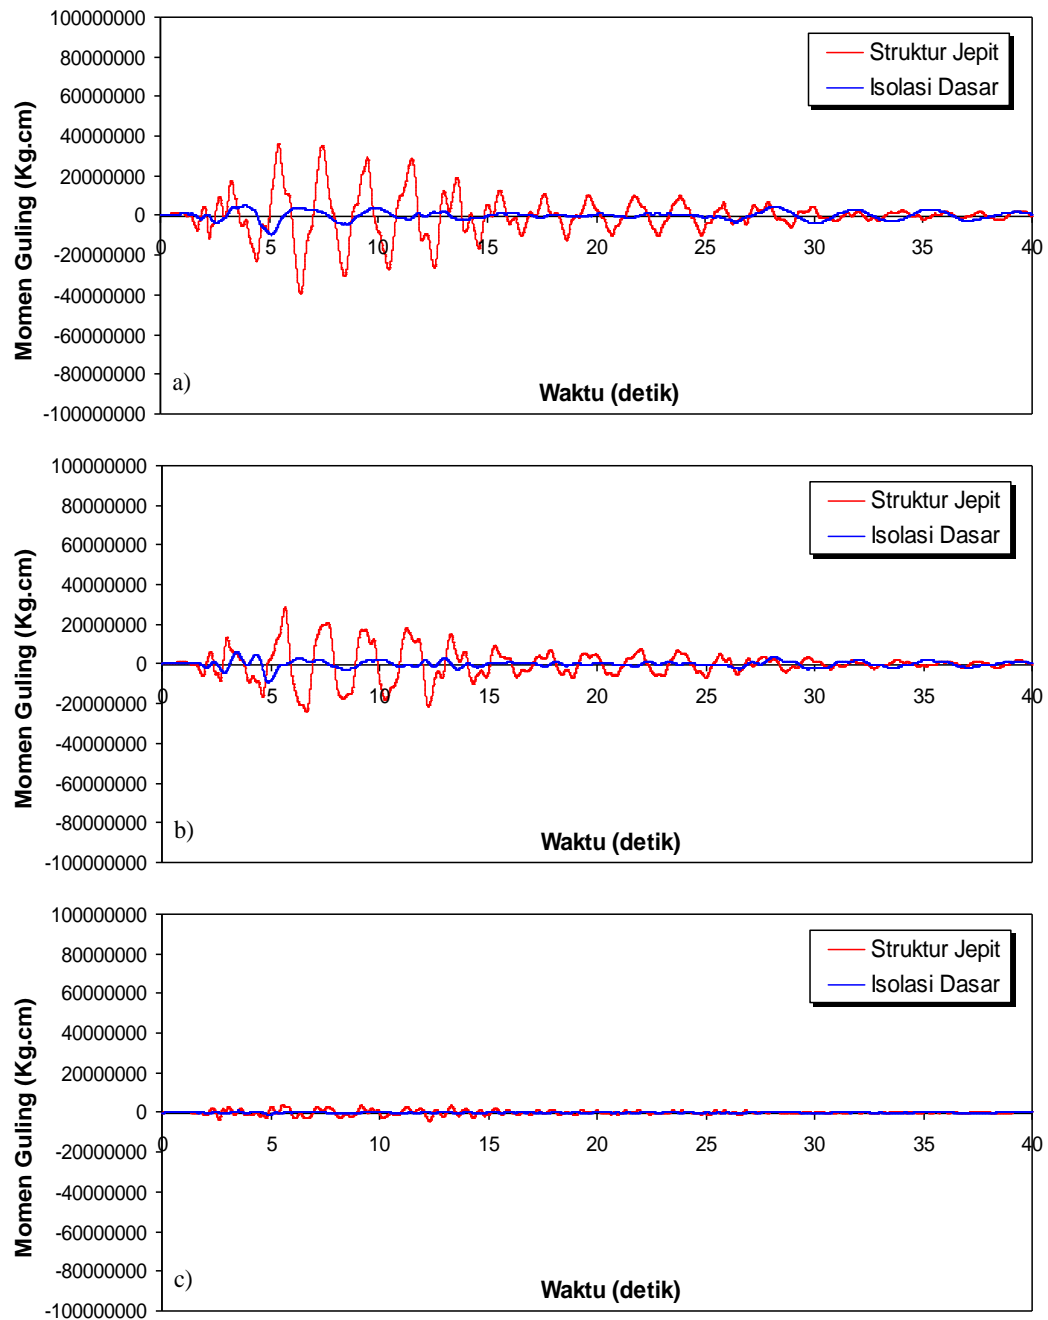 100000000
80000000
60000000
40000000
20000000
0
-20000000
-40000000
-60000000
-80000000
-100000000
Momen Guling (Kg.cm)
Struktur Jepit
Isolasi Dasar
0 5 10 15 20 25 30 35 40
a)
Waktu (detik)
100000000
80000000
60000000
40000000
20000000
0
-20000000
-40000000
-60000000
-80000000
-100000000
Momen Guling (Kg.cm)
Struktur Jepit
Isolasi Dasar
0 5 10 15 20 25 30 35 40
b)
Waktu (detik)
100000000
80000000
60000000
40000000
20000000
0
-20000000
-40000000
-60000000
-80000000
-100000000
Momen Guling (Kg.cm)
Struktur Jepit
Isolasi Dasar
0 5 10 15 20 25 30 35 40
c)
Waktu (detik)